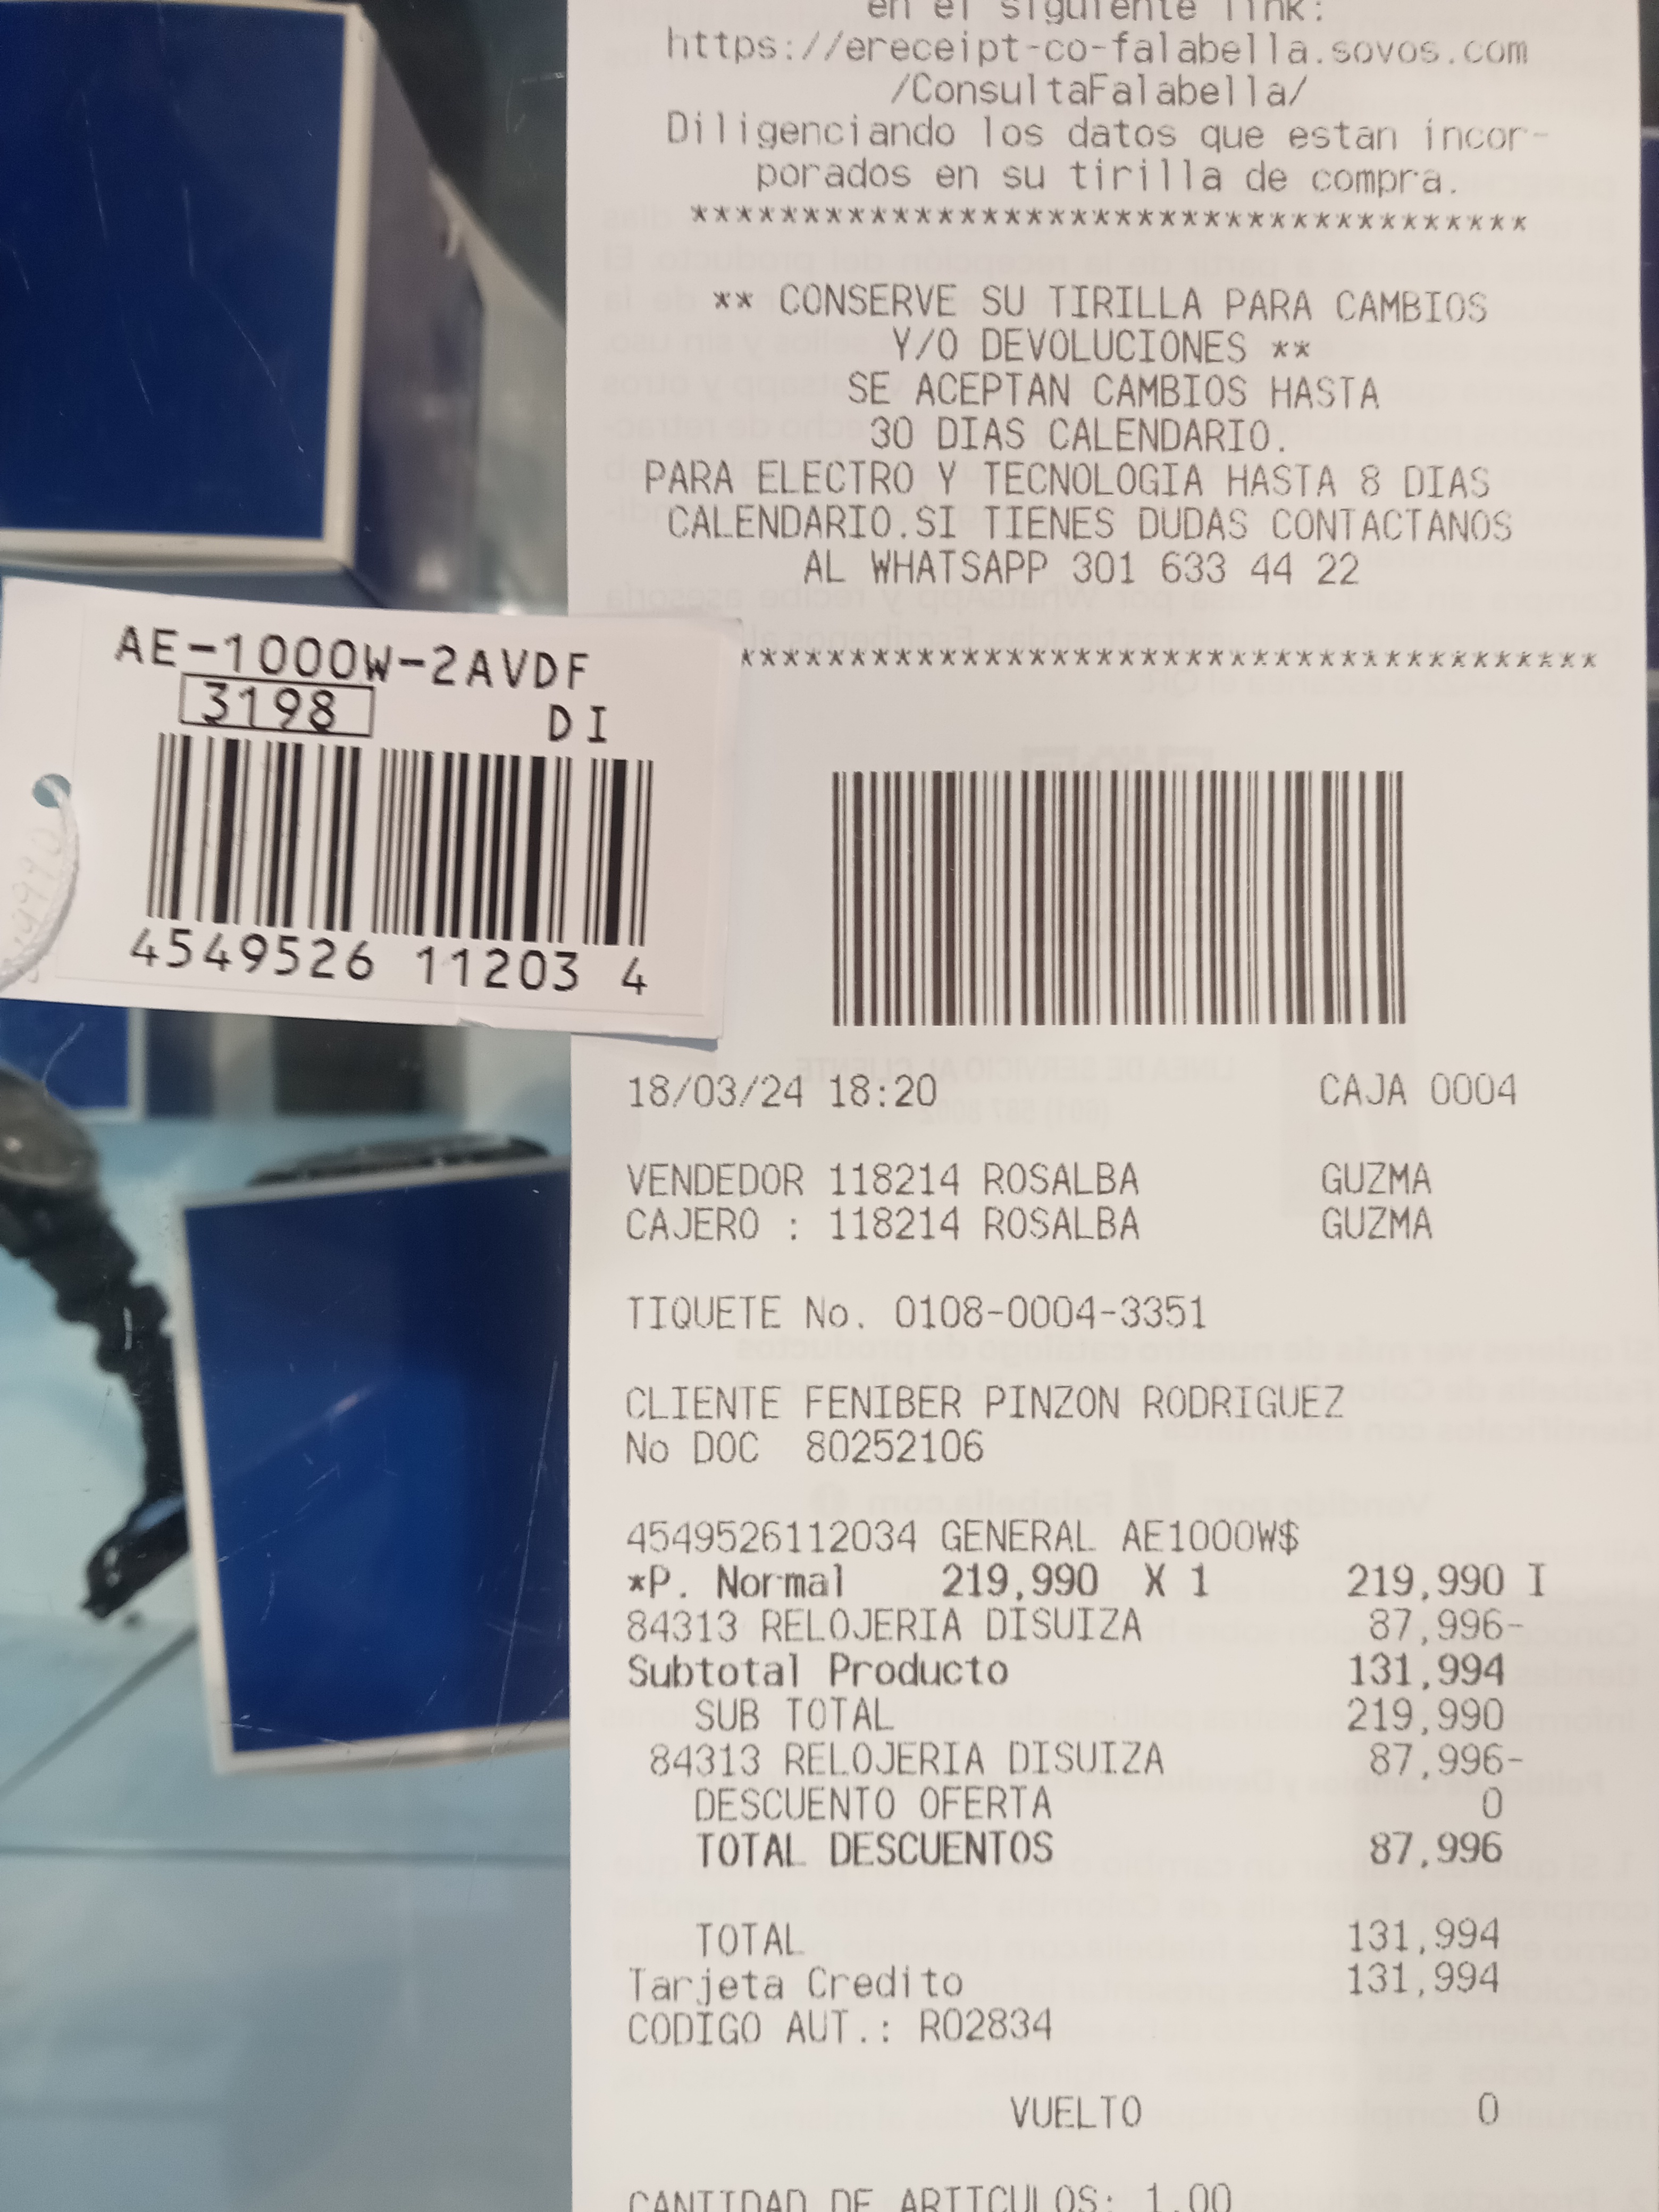 en el siguiente link:
https://ereceipt-co-falabella.sovos.com
/ConsultaFalabella/
Diligenciando los datos que estan incor-
porados en su tirilla de compra.
**************************************
** CONSERVE SU TIRILLA PARA CAMBIOS
Y/O DEVOLUCIONES **
SE ACEPTAN CAMBIOS HASTA
30 DIAS CALENDARIO.
PARA ELECTRO Y TECNOLOGIA HASTA 8 DIAS
CALENDARIO.SI TIENES DUDAS CONTACTANOS
AL WHATSAPP 301 633 44 22
***************************************
AE-1000W-2AVDF
3198 DI
4549526 11203 4
18/03/24 18:20 CAJA 0004
VENDEDOR 118214 ROSALBA GUZMA
CAJERO : 118214 ROSALBA GUZMA
TIQUETE No. 0108-0004-3351
CLIENTE FENIBER PINZON RODRIGUEZ
No DOC 80252106
4549526112034 GENERAL AE1000W$
*P. Normal 219,990 X 1 219,990 I
84313 RELOJERIA DISUIZA 87,996-
Subtotal Producto 131,994
SUB TOTAL 219,990
84313 RELOJERIA DISUIZA 87,996-
DESCUENTO OFERTA 0
TOTAL DESCUENTOS 87,996
TOTAL 131,994
Tarjeta Credito 131,994
CODIGO AUT.: R02834
VUELTO 0
CANTIDAD DE ARTICULOS: 1.00